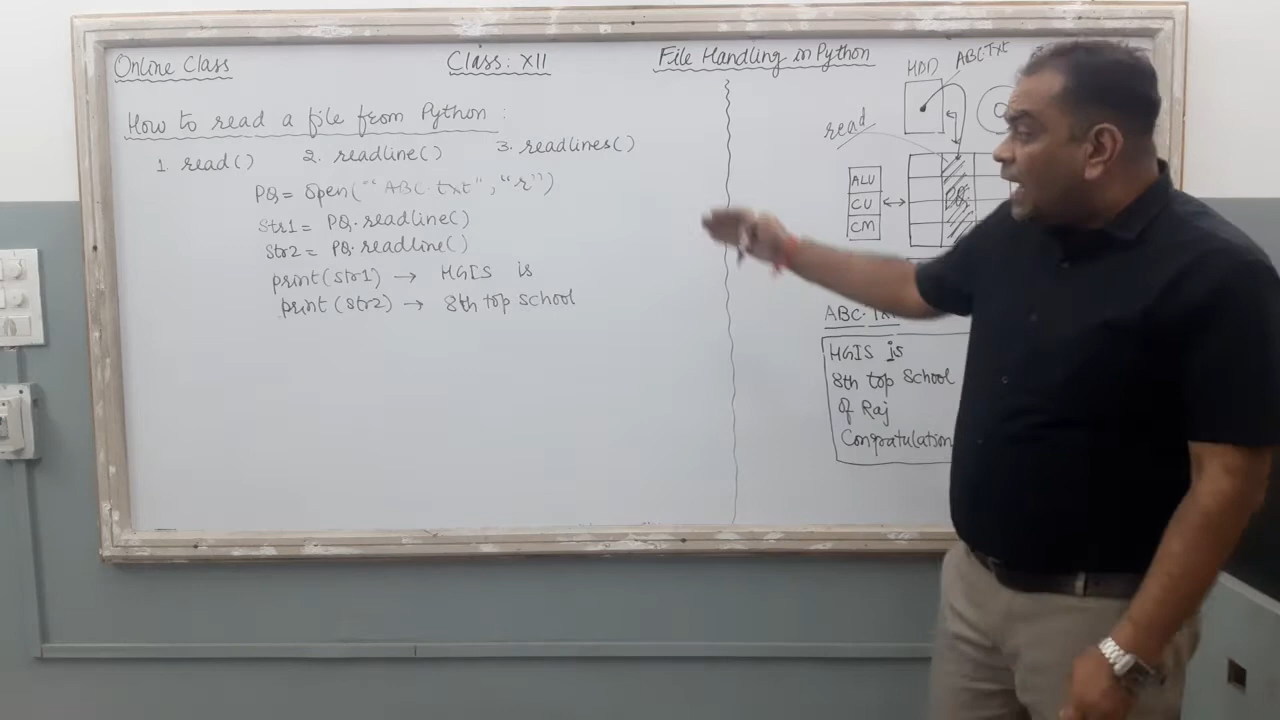 Online Class
Class: XII
File Handling in Python
How to read a file from Python :
1. read() 2. readline() 3. readlines()
PQ = open("ABC.txt", "r")
Str1 = PQ.readline()
Str2 = PQ.readline()
print(str1) → MGIS is
print(str2) → 8th top school
HDD
ABC.Txt
read
ALU
CU
CM
PQ
ABC.Txt
MGIS is
8th top School
of Raj
Congratulation